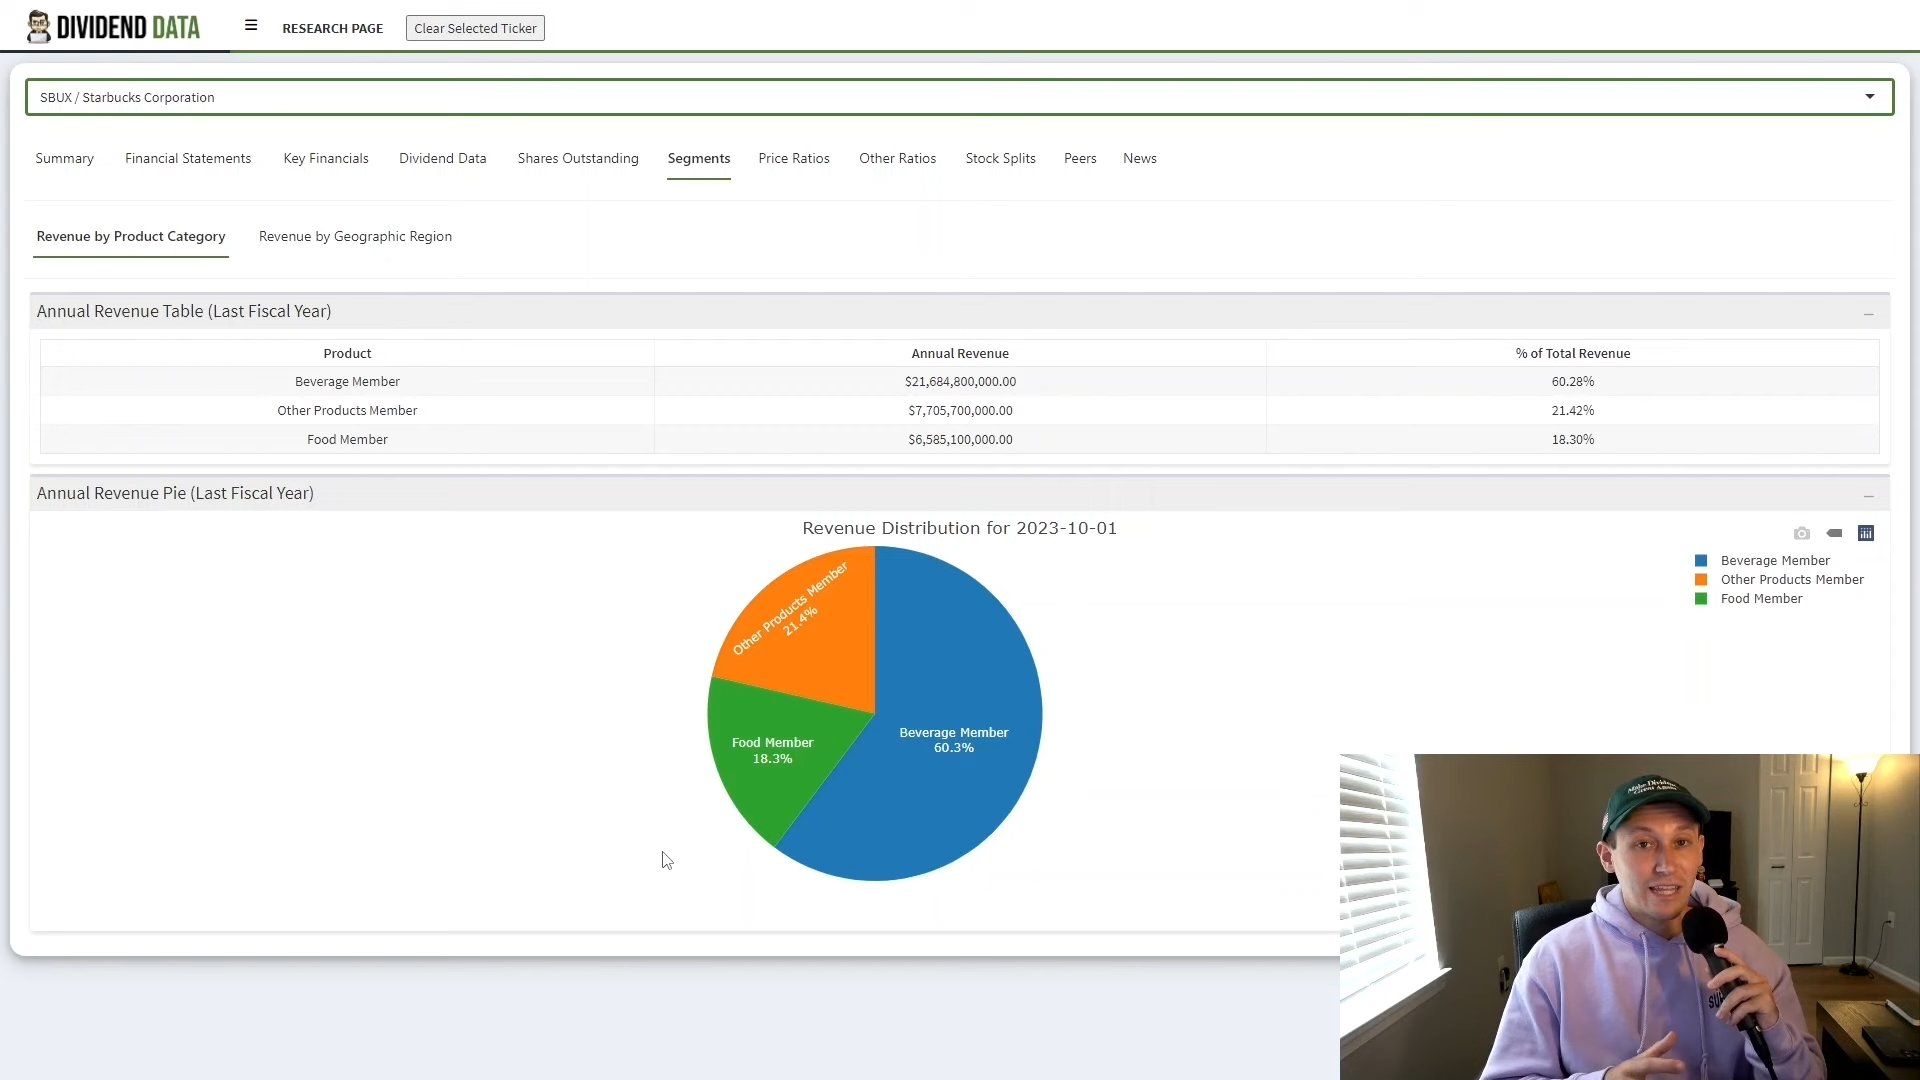 DIVIDEND DATA
RESEARCH PAGE
Clear Selected Ticker
SBUX / Starbucks Corporation
Summary
Financial Statements
Key Financials
Dividend Data
Shares Outstanding
Segments
Price Ratios
Other Ratios
Stock Splits
Peers
News
Revenue by Product Category
Revenue by Geographic Region
Annual Revenue Table (Last Fiscal Year)
Product Annual Revenue % of Total Revenue
Beverage Member $21,684,800,000.00 60.28%
Other Products Member $7,705,700,000.00 21.42%
Food Member $6,585,100,000.00 18.30%
Annual Revenue Pie (Last Fiscal Year)
Revenue Distribution for 2023-10-01
Other Products Member
21.4%
Food Member
18.3%
Beverage Member
60.3%
Beverage Member
Other Products Member
Food Member
Great Again